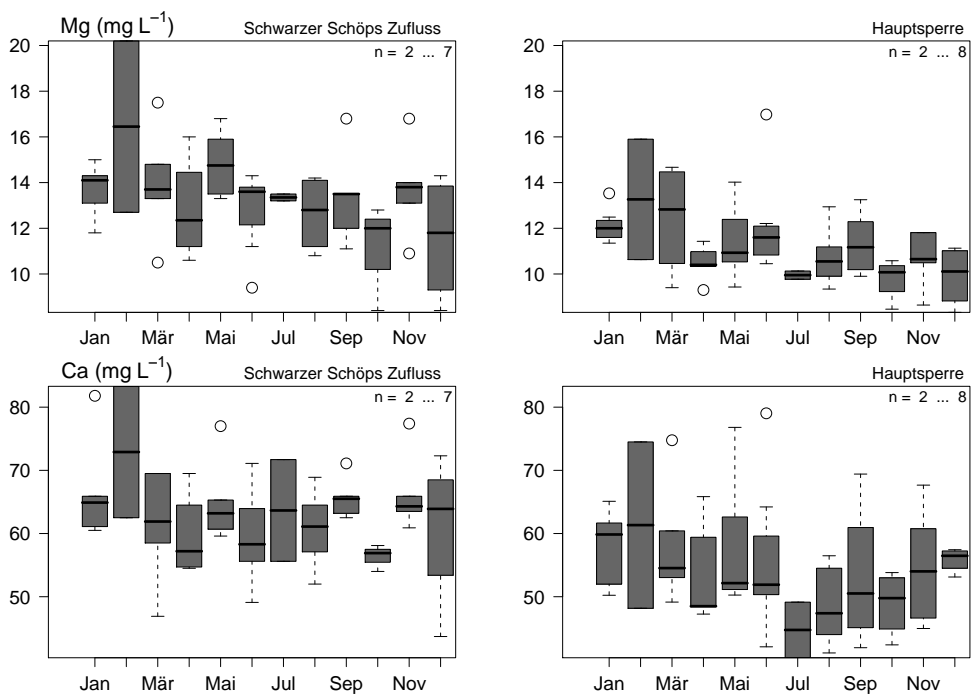 Mg (mg L⁻¹) Schwarzer Schöps Zufluss
n = 2 ... 7
20
18
16
14
12
10
Jan Mär Mai Jul Sep Nov
Hauptsperre
n = 2 ... 8
20
18
16
14
12
10
Jan Mär Mai Jul Sep Nov
Ca (mg L⁻¹) Schwarzer Schöps Zufluss
n = 2 ... 7
80
70
60
50
Jan Mär Mai Jul Sep Nov
Hauptsperre
n = 2 ... 8
80
70
60
50
Jan Mär Mai Jul Sep Nov